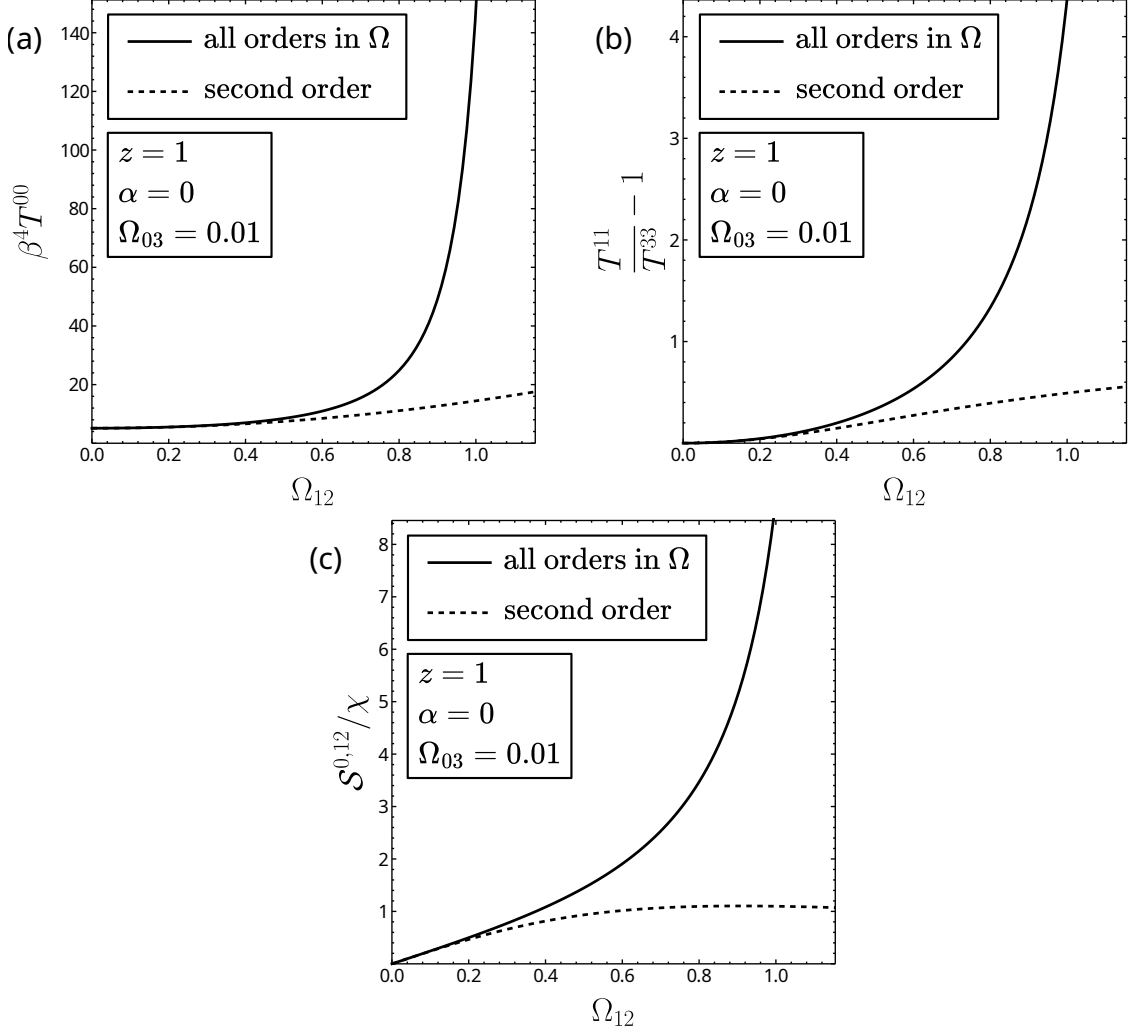 (a)
all orders in Ω
second order
z = 1
α = 0
Ω₀₃ = 0.01
β⁴T⁰⁰
140
120
100
80
60
40
20
0.0 0.2 0.4 0.6 0.8 1.0
Ω₁₂
(b)
all orders in Ω
second order
z = 1
α = 0
Ω₀₃ = 0.01
T¹¹/T³³ − 1
4
3
2
1
0.0 0.2 0.4 0.6 0.8 1.0
Ω₁₂
(c)
all orders in Ω
second order
z = 1
α = 0
Ω₀₃ = 0.01
𝒮⁰,¹²/χ
8
7
6
5
4
3
2
1
0.0 0.2 0.4 0.6 0.8 1.0
Ω₁₂